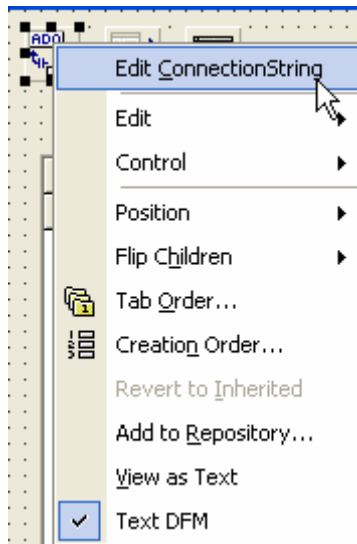 ADO
Edit ConnectionString
Edit
Control
Position
Flip Children
Tab Order...
Creation Order...
Revert to Inherited
Add to Repository...
View as Text
Text DFM